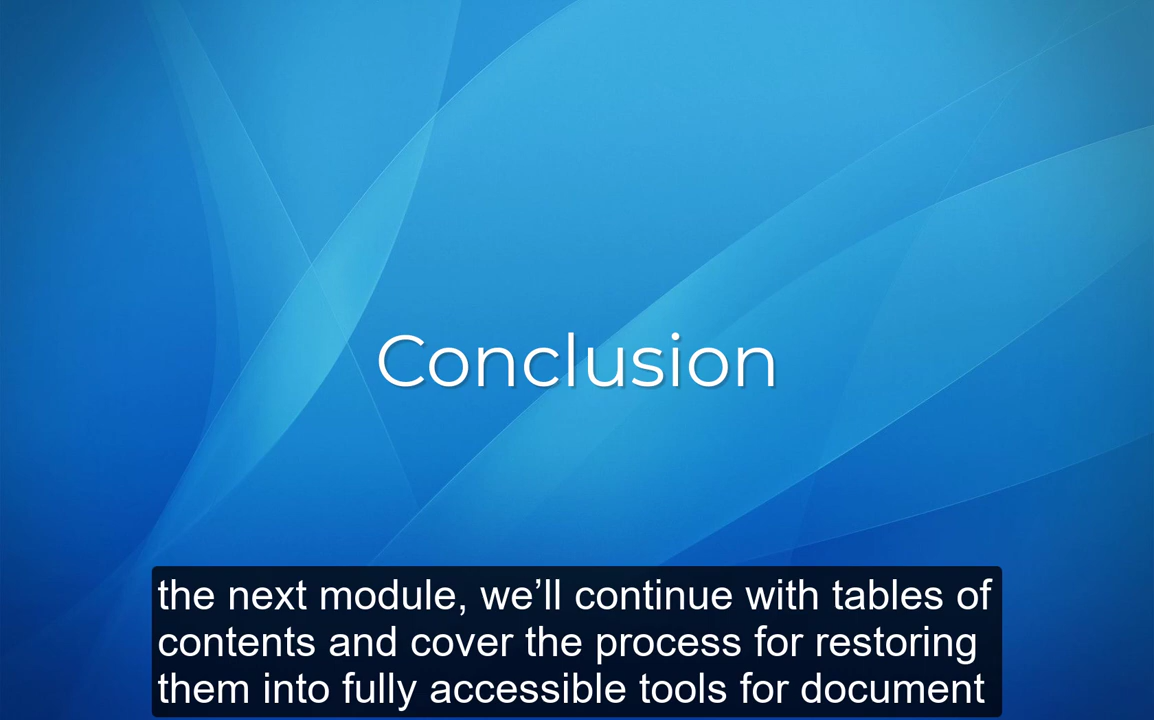 Conclusion
the next module, we’ll continue with tables of
contents and cover the process for restoring
them into fully accessible tools for document